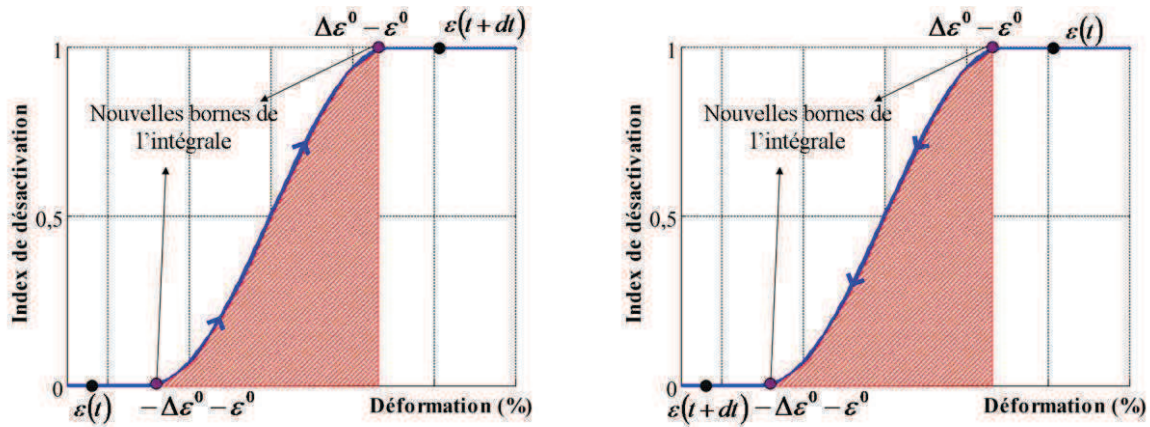 Δε⁰ − ε⁰
ε(t+dt)
1
Nouvelles bornes de
l'intégrale
Index de désactivation
0,5
0
ε(t)
−Δε⁰ − ε⁰
Déformation (%)
Δε⁰ − ε⁰
ε(t)
1
Nouvelles bornes de
l'intégrale
Index de désactivation
0,5
0
ε(t+dt)
−Δε⁰ − ε⁰
Déformation (%)